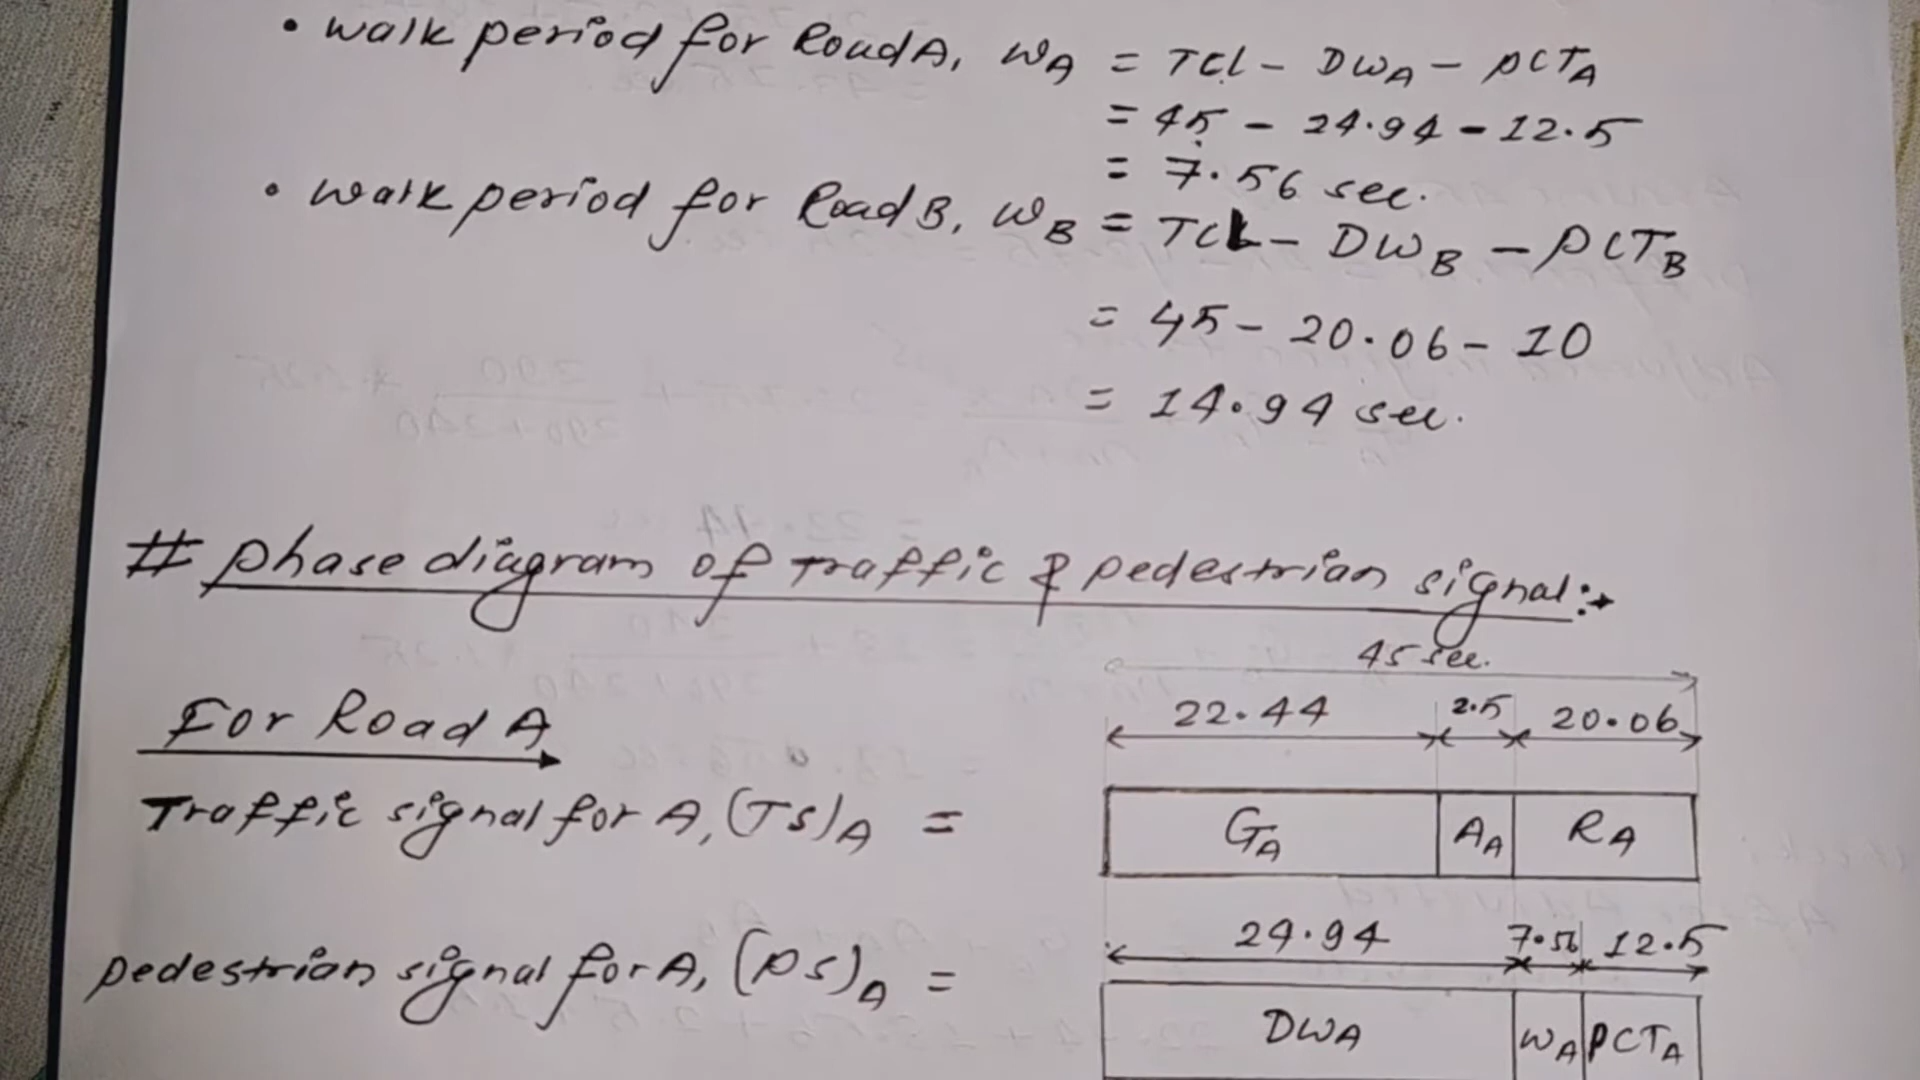 • walk period for Road A, WA = TCL - DWA - PCTA
= 45 - 24.94 - 12.5
= 7.56 sec.
• walk period for Road B, WB = TCL - DWB - PCTB
= 45 - 20.06 - 10
= 14.94 sec.
# phase diagram of traffic & pedestrian signal:→
45 sec.
For Road A
22.44 2.5 20.06
Traffic signal for A, (TS)A =
GA AA RA
24.94 7.56 12.5
pedestrian signal for A, (PS)A =
DWA WA PCTA